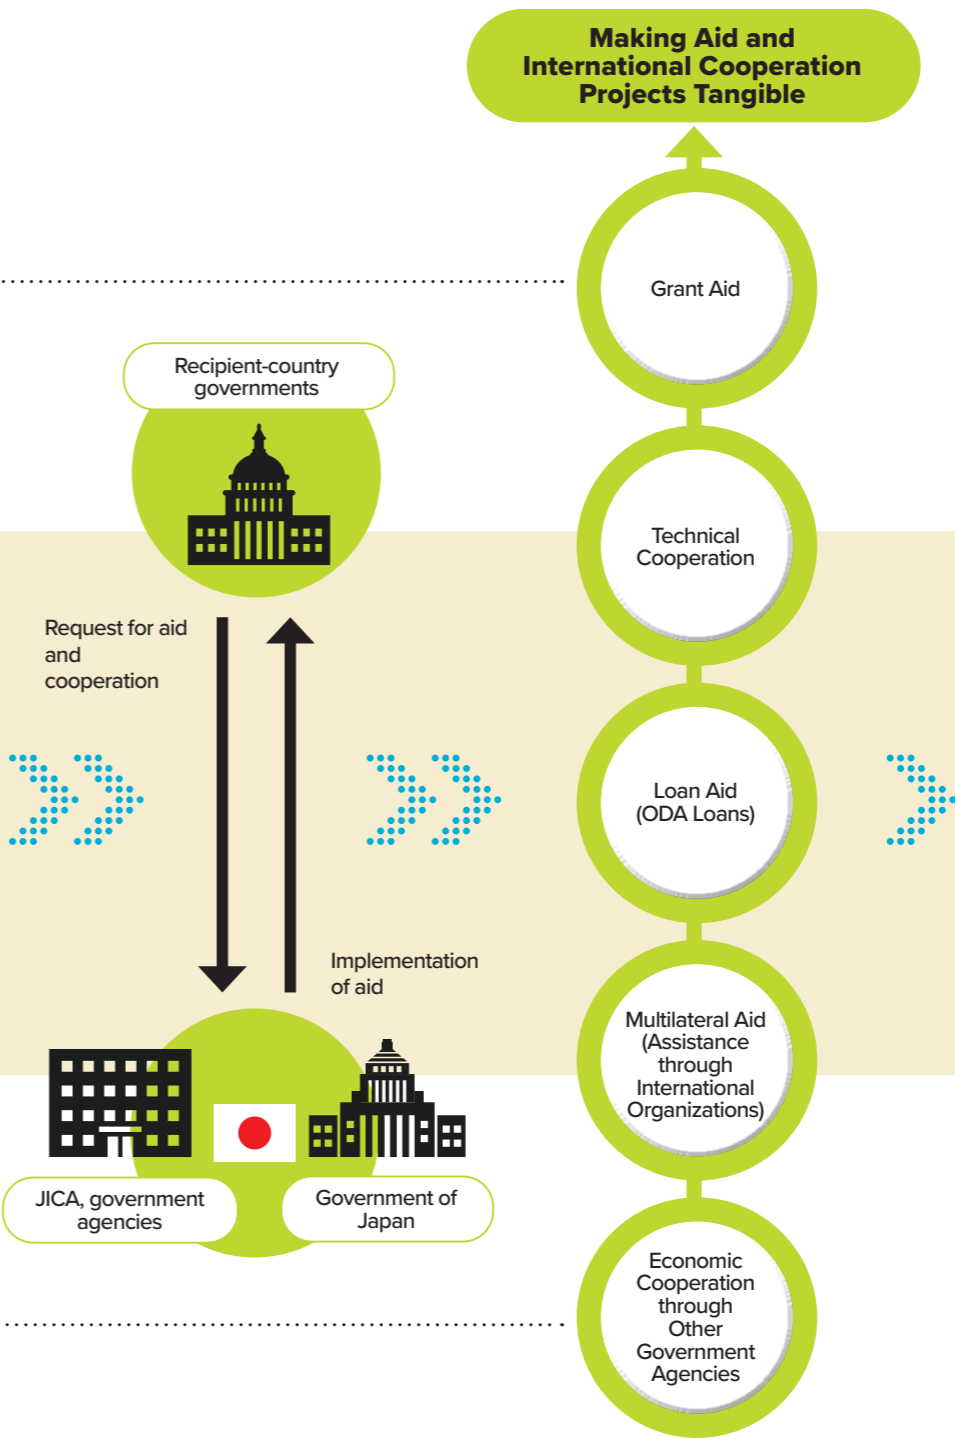 Making Aid and
International Cooperation
Projects Tangible
Grant Aid
Recipient-country
governments
Technical
Cooperation
Request for aid
and
cooperation
Loan Aid
(ODA Loans)
Implementation
of aid
Multilateral Aid
(Assistance
through
International
Organizations)
JICA, government
agencies
Government of
Japan
Economic
Cooperation
through
Other
Government
Agencies